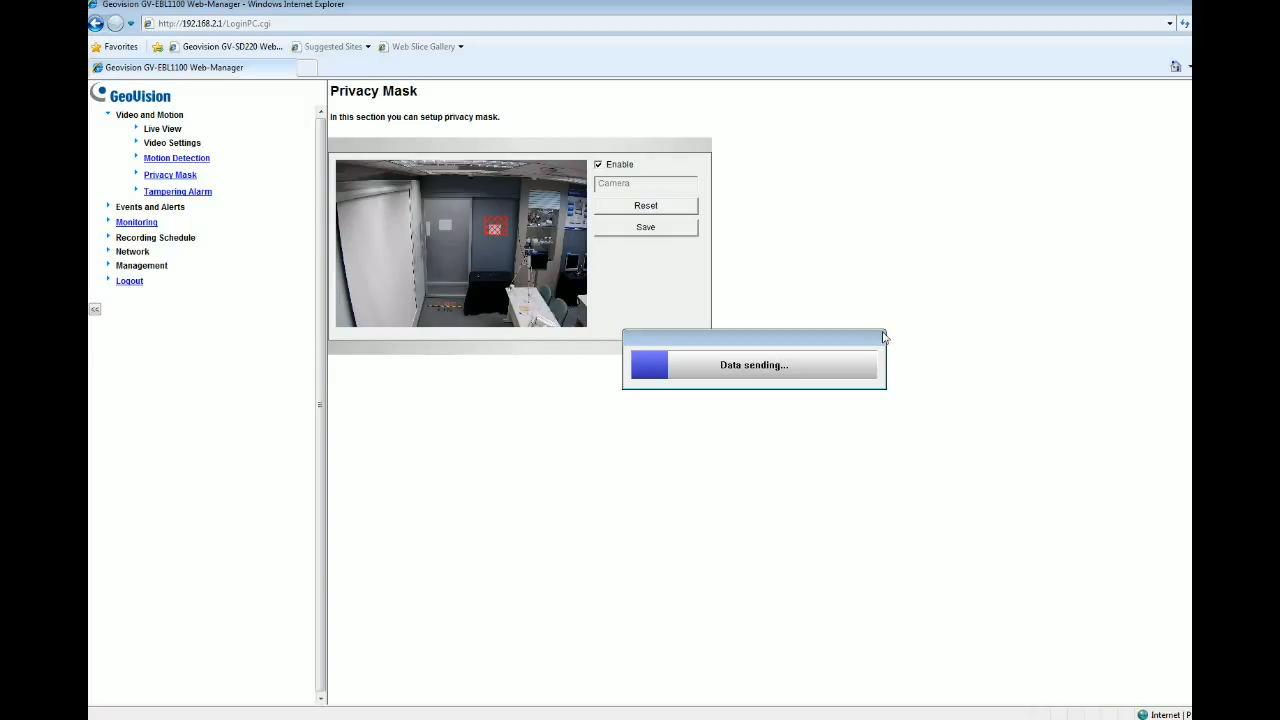 Geovision GV-EBL1100 Web-Manager - Windows Internet Explorer
http://192.168.2.1/LoginPC.cgi
Favorites
Geovision GV-SD220 Web...
Suggested Sites
Web Slice Gallery
Geovision GV-EBL1100 Web-Manager
GeoVision
Video and Motion
Live View
Video Settings
Motion Detection
Privacy Mask
Tampering Alarm
Events and Alerts
Monitoring
Recording Schedule
Network
Management
Logout
<<
Privacy Mask
In this section you can setup privacy mask.
Enable
Camera
Reset
Save
Data sending...
Internet | P